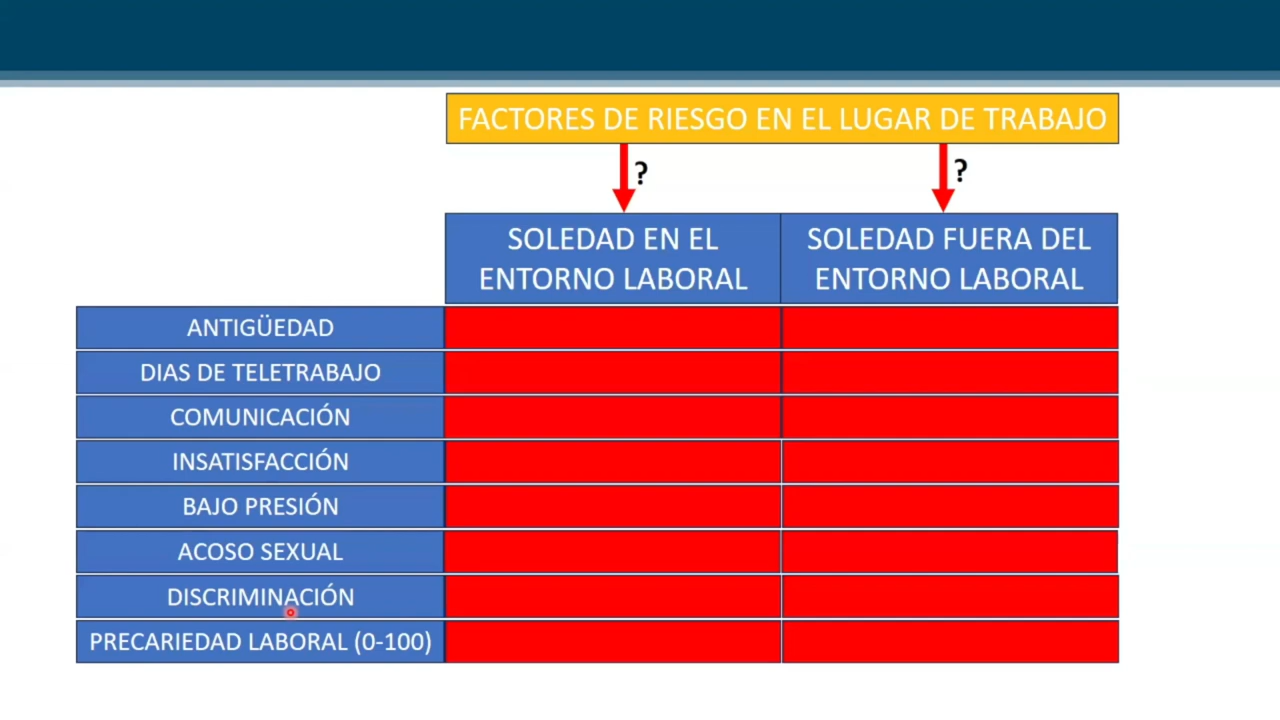 FACTORES DE RIESGO EN EL LUGAR DE TRABAJO
?
?
SOLEDAD EN EL
ENTORNO LABORAL
SOLEDAD FUERA DEL
ENTORNO LABORAL
ANTIGÜEDAD
DIAS DE TELETRABAJO
COMUNICACIÓN
INSATISFACCIÓN
BAJO PRESIÓN
ACOSO SEXUAL
DISCRIMINACIÓN
PRECARIEDAD LABORAL (0-100)